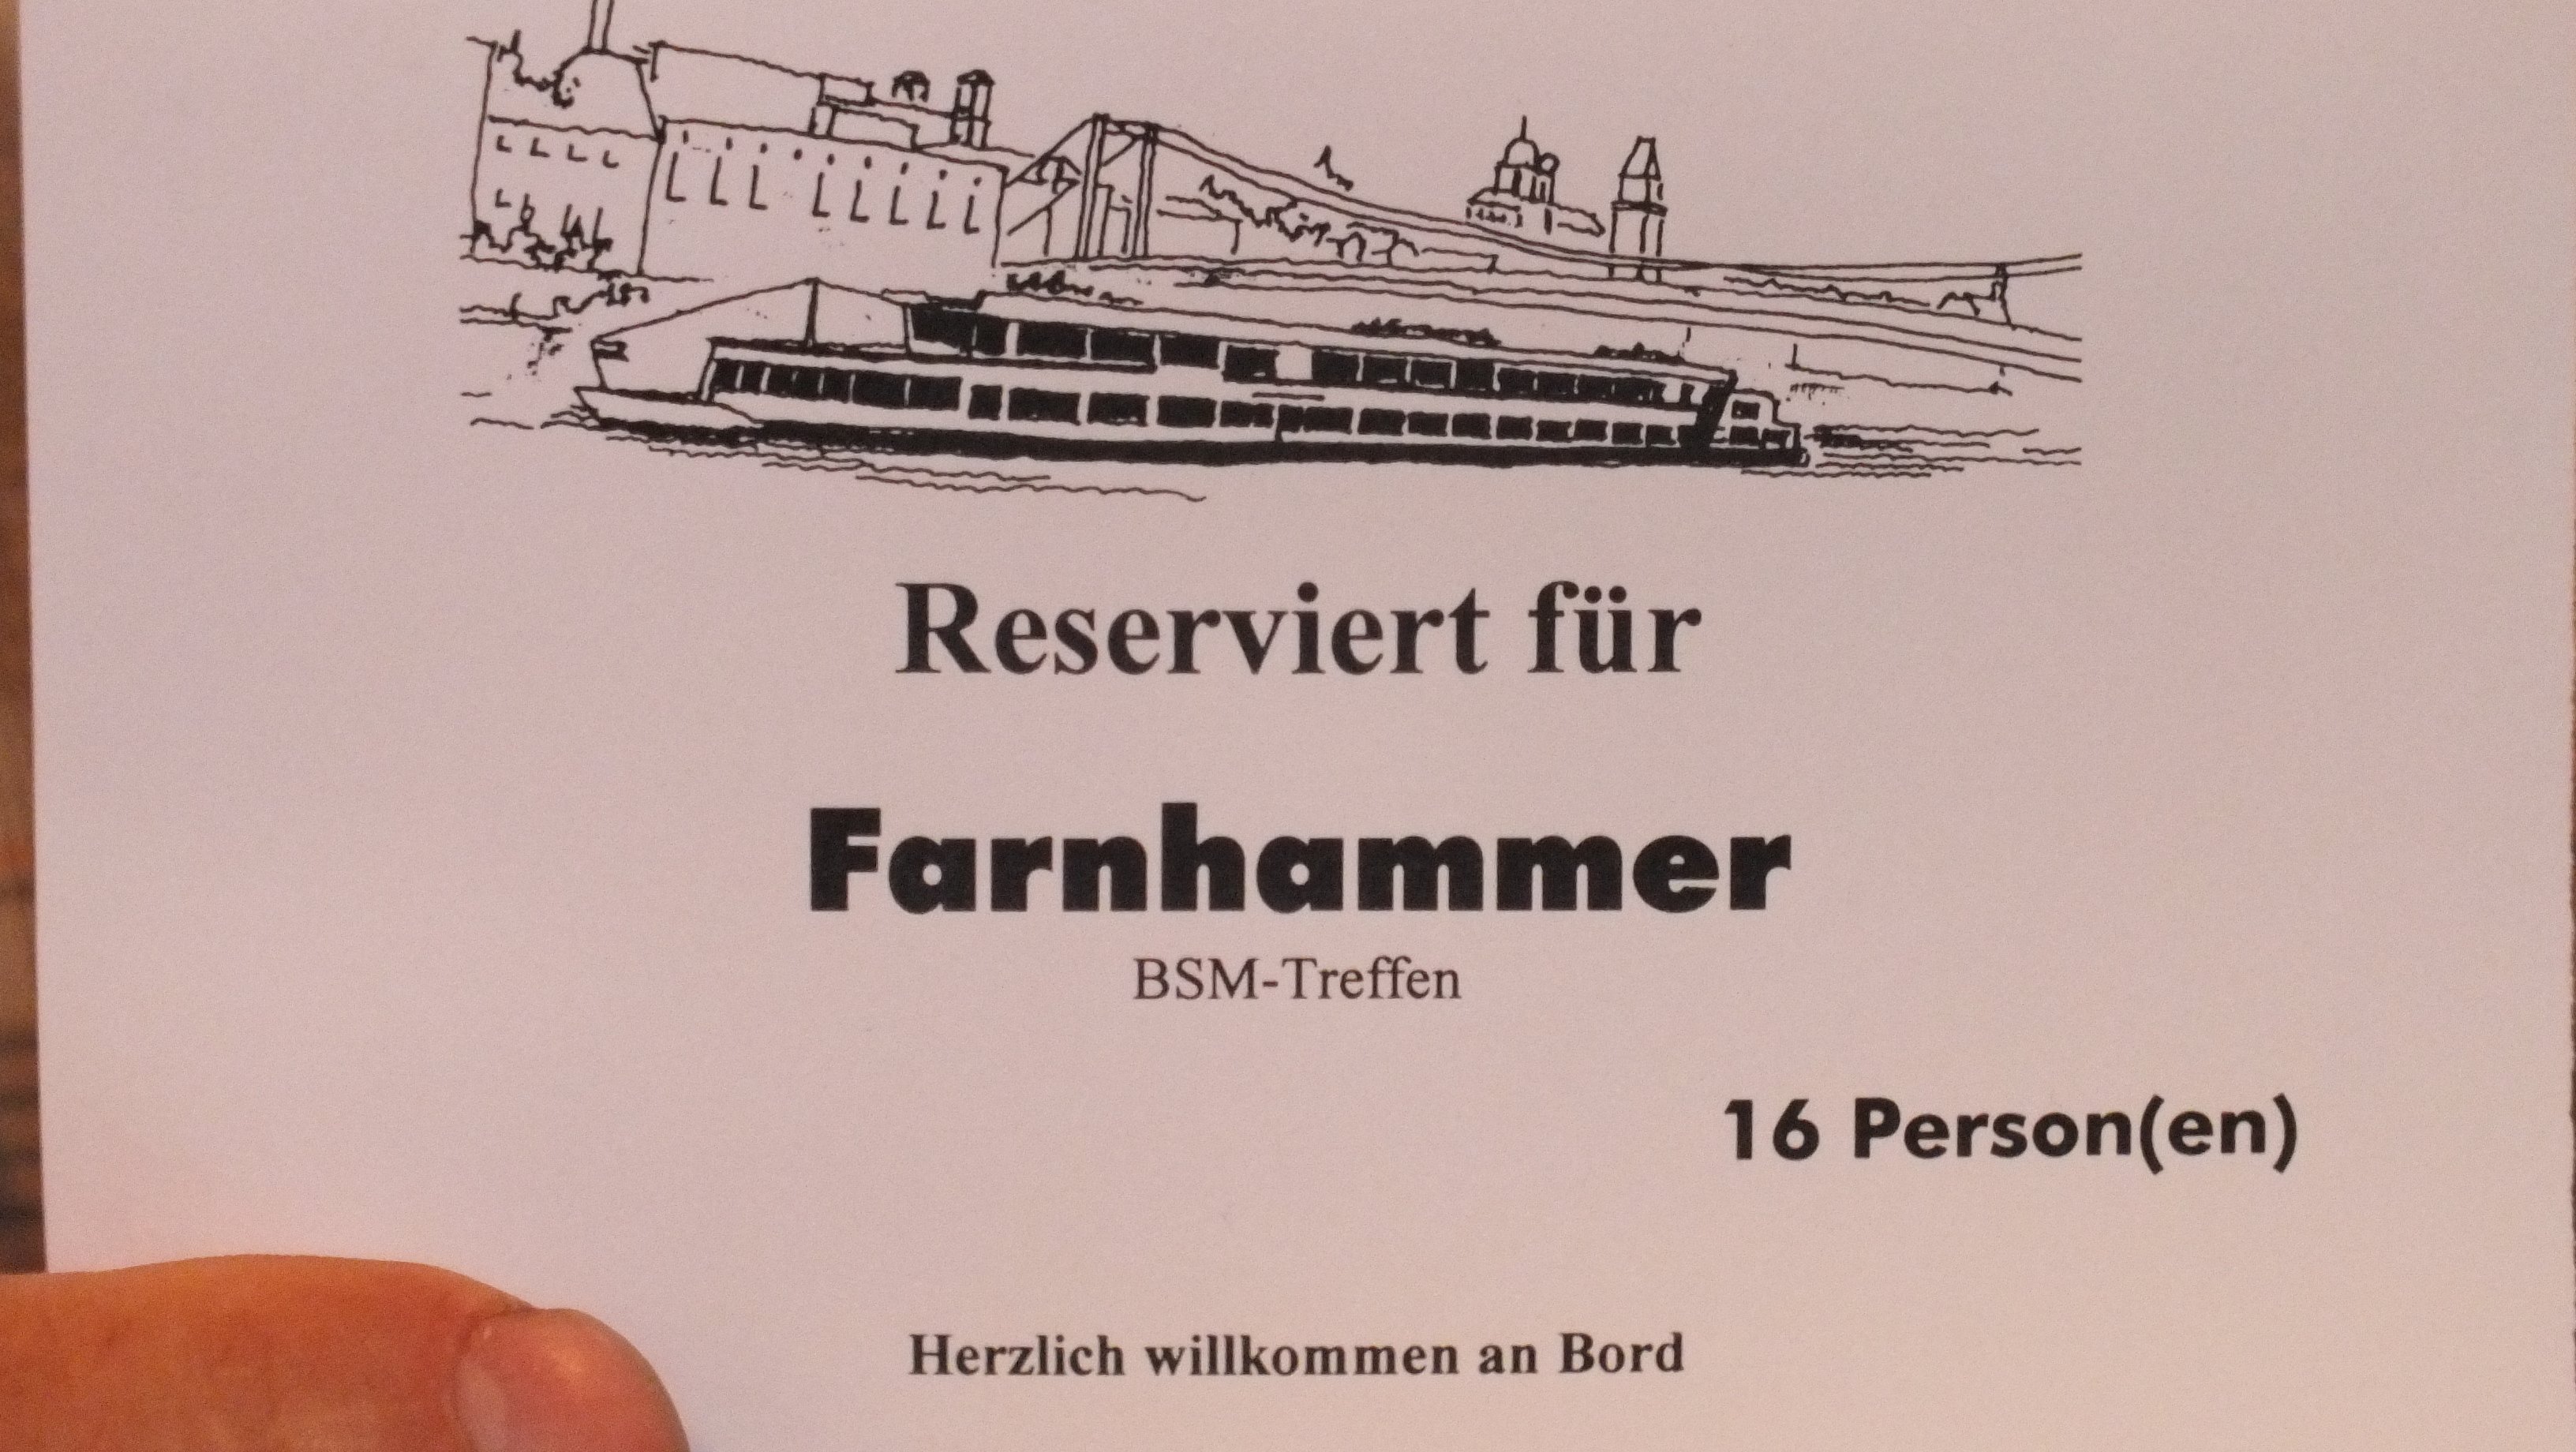 Reserviert für
Farnhammer
BSM-Treffen
16 Person(en)
Herzlich willkommen an Bord